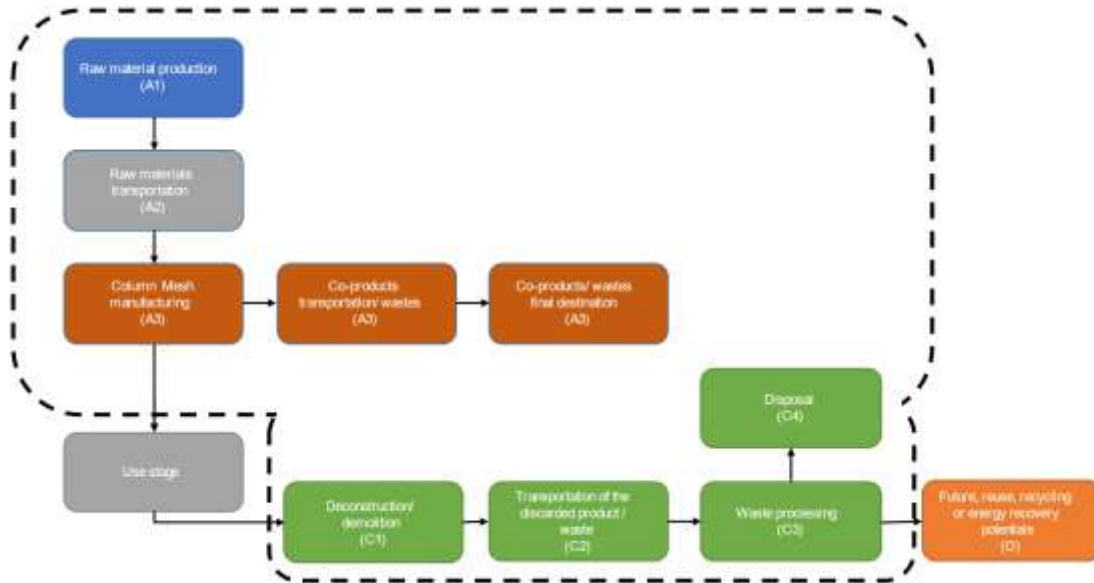 Raw material production
(A1)
Raw materials
transportation
(A2)
Column Mesh
manufacturing
(A3)
Co-products
transportation/ wastes
(A3)
Co-products/ wastes
final destination
(A3)
Disposal
(C4)
Use stage
Deconstruction/
demolition
(C1)
Transportation of the
discarded product /
waste
(C2)
Waste processing
(C3)
Future, reuse, recycling
or energy recovery
potentials
(D)